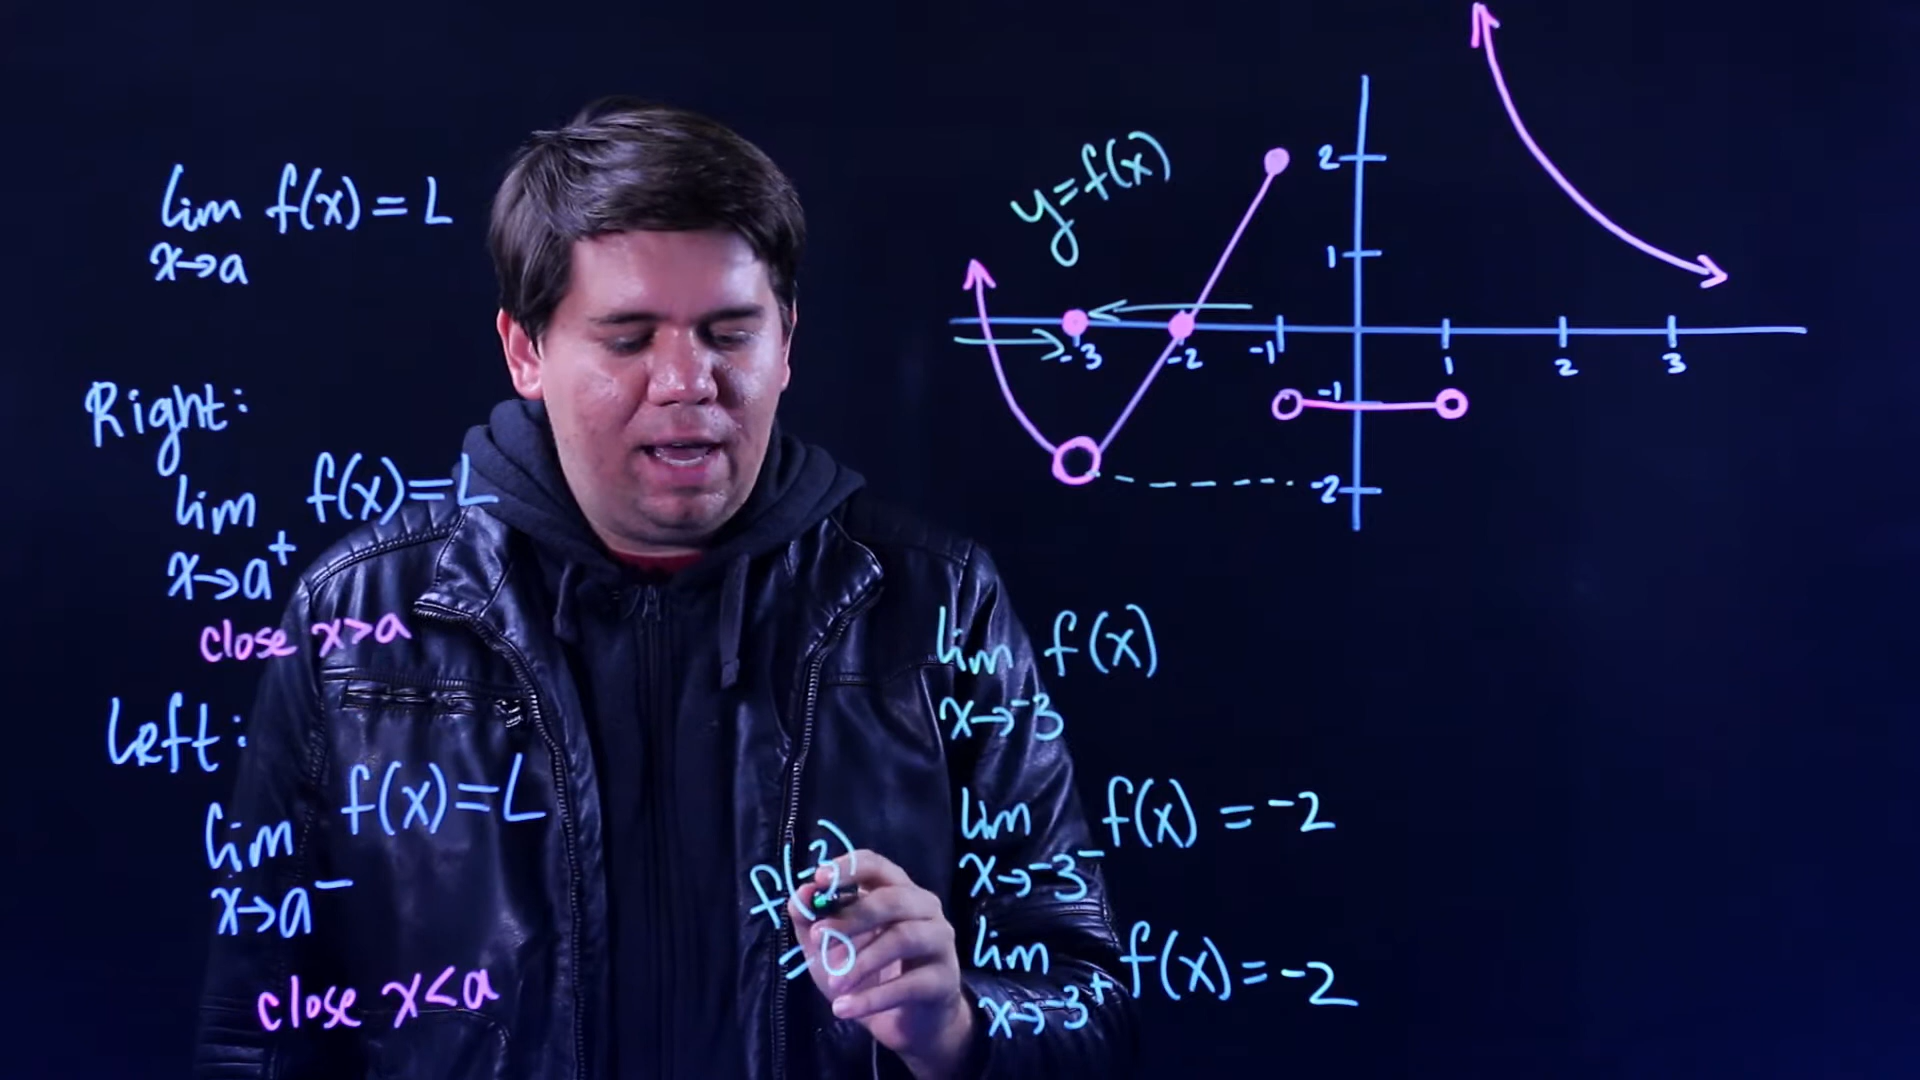 lim f(x) = L
x→a
Right:
lim f(x)=L
x→a⁺
close x>a
Left:
lim f(x)=L
x→a⁻
close x<a
y=f(x)
2
1
-3 -2 -1 1 2 3
-1
-2
lim f(x)
x→-3
lim f(x) = -2
x→-3⁻
f(-3)
=0
lim f(x)=-2
x→-3⁺